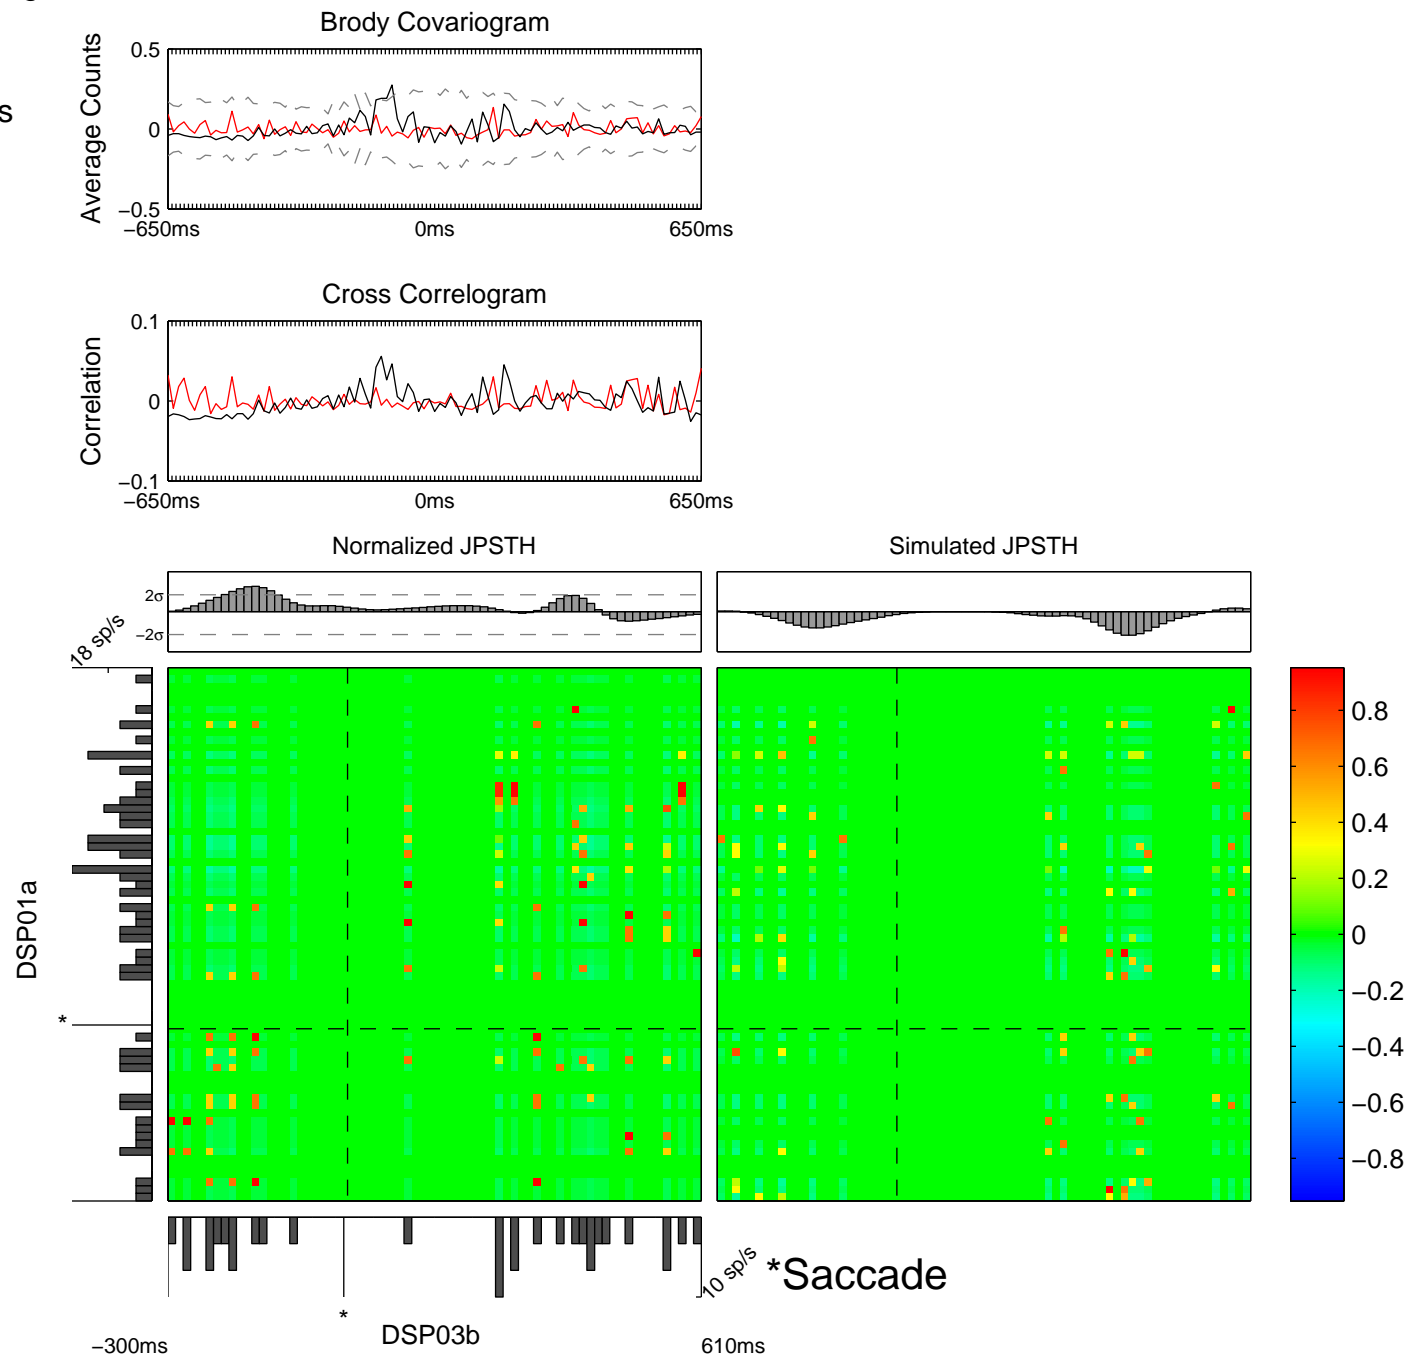 g
Brody Covariogram
s
Average Counts
0.5
0
−0.5
−650ms
0ms
650ms
Cross Correlogram
Correlation
0.1
0
−0.1
−650ms
0ms
650ms
Normalized JPSTH
Simulated JPSTH
2σ
−2σ
18 sp/s
DSP01a
*
0.8
0.6
0.4
0.2
0
−0.2
−0.4
−0.6
−0.8
10 sp/s
*Saccade
*
DSP03b
−300ms
610ms